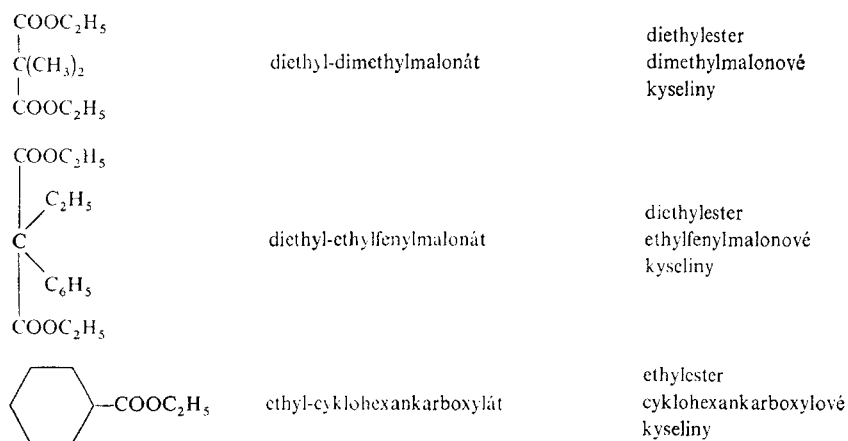 COOC₂H₅
C(CH₃)₂
COOC₂H₅
diethyl-dimethylmalonát
diethylester
dimethylmalonové
kyseliny
COOC₂H₅
C₂H₅
C
C₆H₅
COOC₂H₅
diethyl-ethylfenylmalonát
diethylester
ethylfenylmalonové
kyseliny
COOC₂H₅
ethyl-cyklohexankarboxylát
ethylester
cyklohexankarboxylové
kyseliny